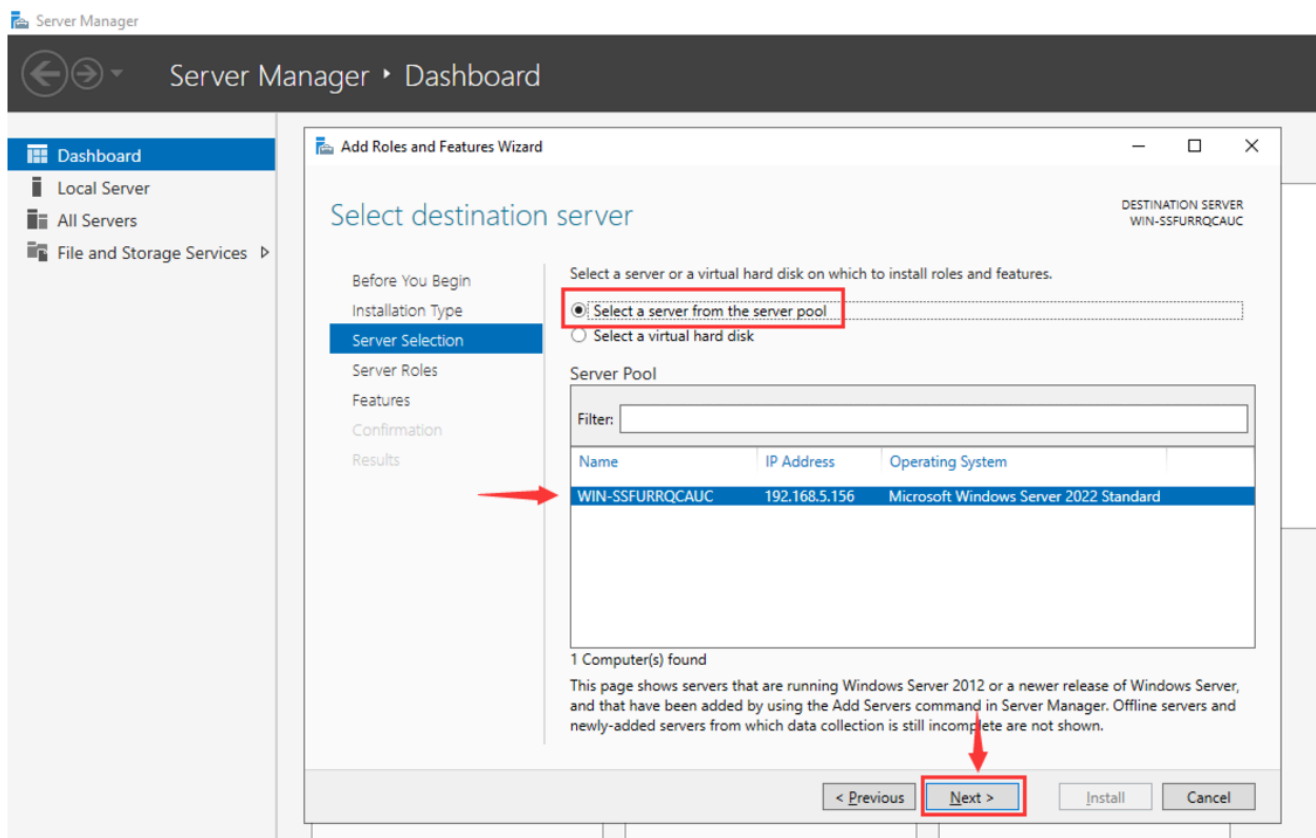 Server Manager
Server Manager ‣ Dashboard
Dashboard
Local Server
All Servers
File and Storage Services
Add Roles and Features Wizard
Select destination server
DESTINATION SERVER
WIN-SSFURRQCAUC
Before You Begin
Installation Type
Server Selection
Server Roles
Features
Confirmation
Results
Select a server or a virtual hard disk on which to install roles and features.
Select a server from the server pool
Select a virtual hard disk
Server Pool
Filter:
Name IP Address Operating System
WIN-SSFURRQCAUC 192.168.5.156 Microsoft Windows Server 2022 Standard
1 Computer(s) found
This page shows servers that are running Windows Server 2012 or a newer release of Windows Server,
and that have been added by using the Add Servers command in Server Manager. Offline servers and
newly-added servers from which data collection is still incomplete are not shown.
< Previous Next > Install Cancel